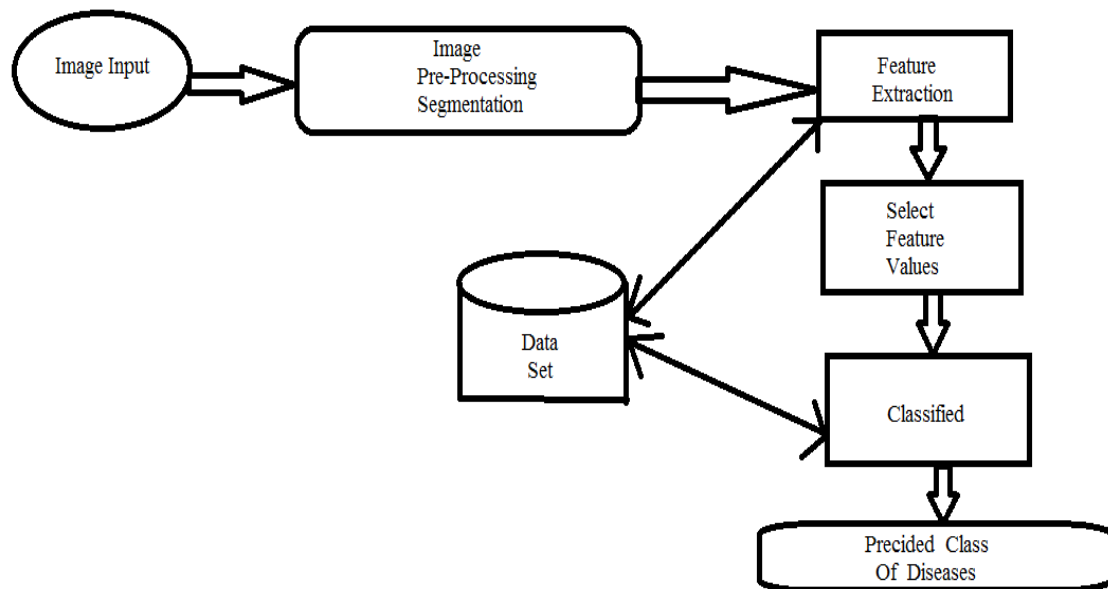 Image Input
Image
Pre-Processing
Segmentation
Feature
Extraction
Select
Feature
Values
Data
Set
Classified
Precided Class
Of Diseases